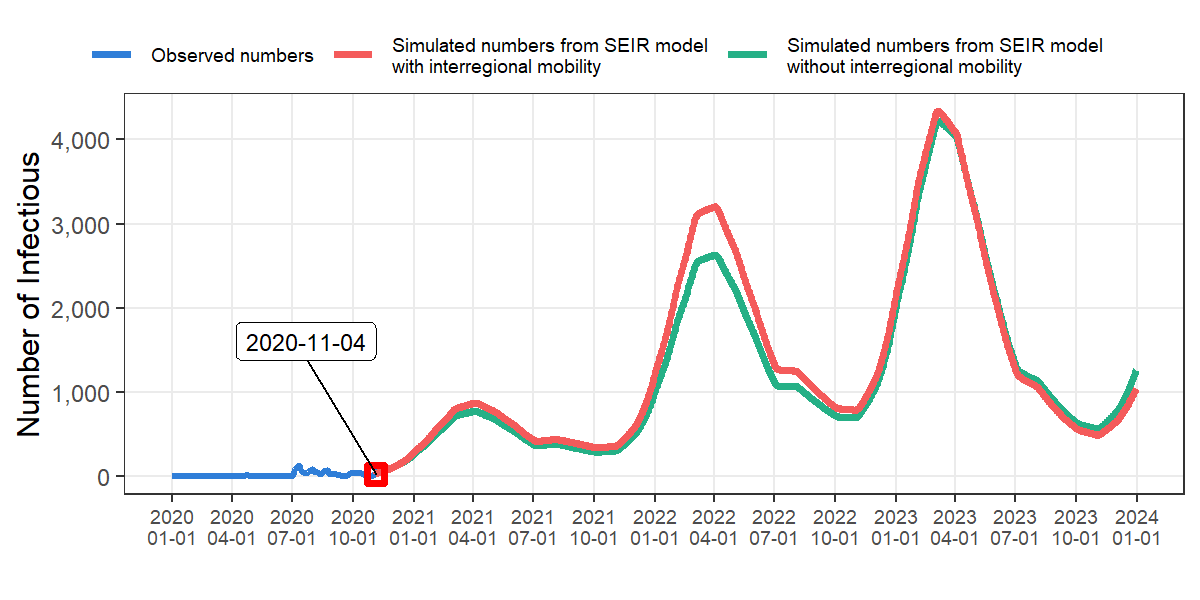 Observed numbers
Simulated numbers from SEIR model
with interregional mobility
Simulated numbers from SEIR model
without interregional mobility
Number of Infectious
4,000
3,000
2,000
1,000
0
2020-11-04
2020 2020 2020 2020 2021 2021 2021 2021 2022 2022 2022 2022 2023 2023 2023 2023 2024
01-01 04-01 07-01 10-01 01-01 04-01 07-01 10-01 01-01 04-01 07-01 10-01 01-01 04-01 07-01 10-01 01-01